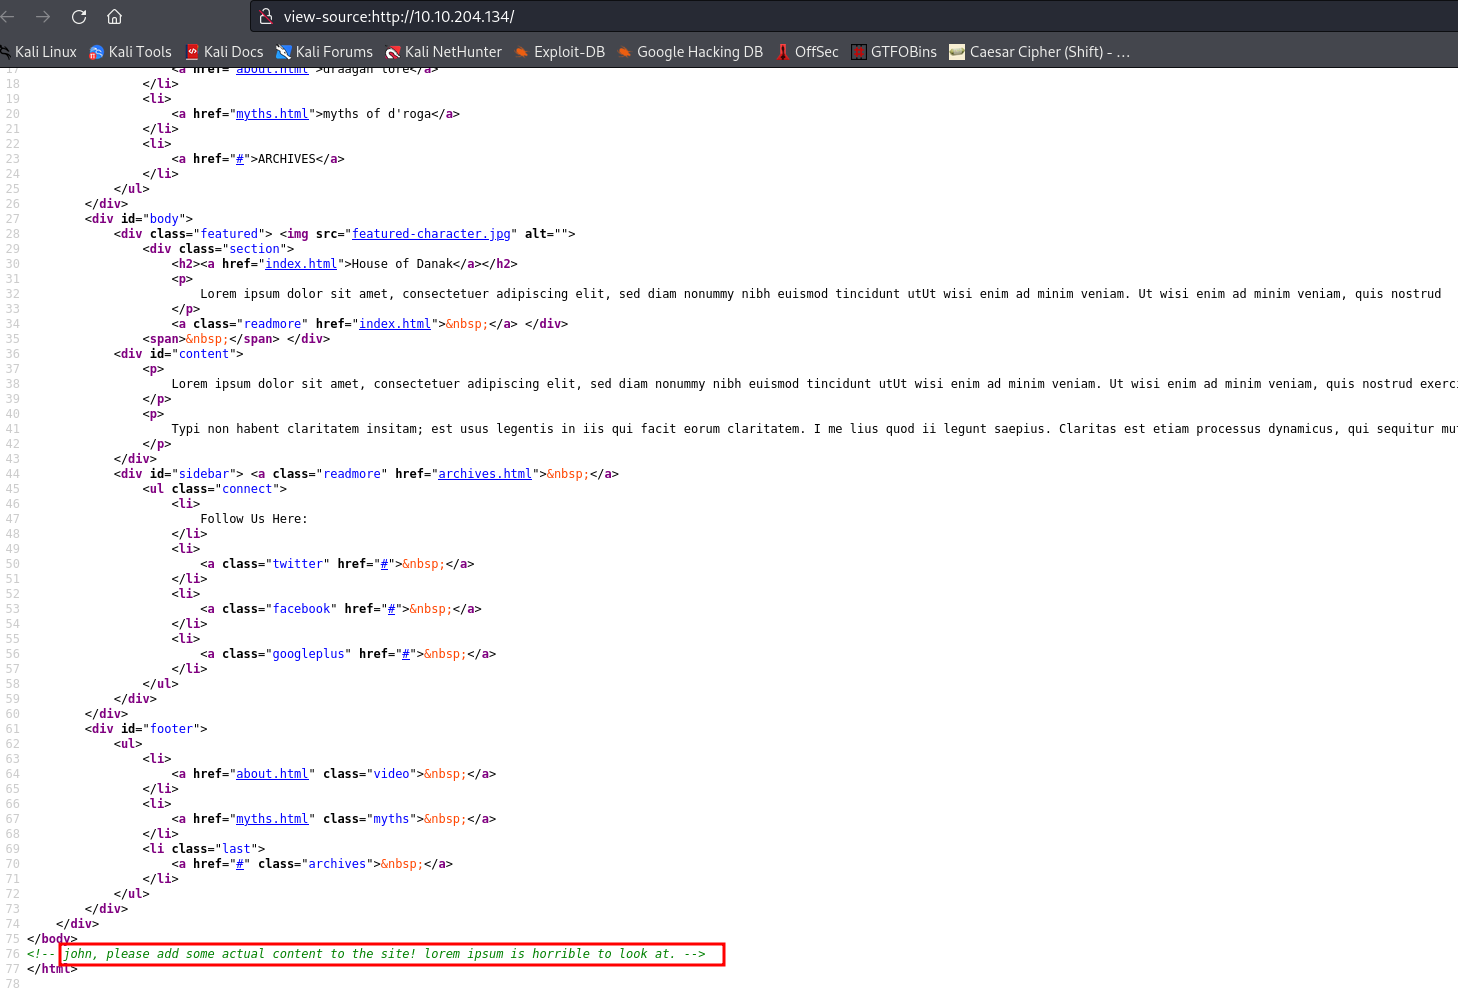 view-source:http://10.10.204.134/
Kali Linux Kali Tools Kali Docs Kali Forums Kali NetHunter Exploit-DB Google Hacking DB OffSec GTFOBins Caesar Cipher (Shift) - …
17 <a href="about.html">draagan lore</a>
18 </li>
19 <li>
20 <a href="myths.html">myths of d'roga</a>
21 </li>
22 <li>
23 <a href="#">ARCHIVES</a>
24 </li>
25 </ul>
26 </div>
27 <div id="body">
28 <div class="featured"> <img src="featured-character.jpg" alt="">
29 <div class="section">
30 <h2><a href="index.html">House of Danak</a></h2>
31 <p>
32 Lorem ipsum dolor sit amet, consectetuer adipiscing elit, sed diam nonummy nibh euismod tincidunt utUt wisi enim ad minim veniam. Ut wisi enim ad minim veniam, quis nostrud
33 </p>
34 <a class="readmore" href="index.html">&nbsp;</a> </div>
35 <span>&nbsp;</span> </div>
36 <div id="content">
37 <p>
38 Lorem ipsum dolor sit amet, consectetuer adipiscing elit, sed diam nonummy nibh euismod tincidunt utUt wisi enim ad minim veniam. Ut wisi enim ad minim veniam, quis nostrud exerc
39 </p>
40 <p>
41 Typi non habent claritatem insitam; est usus legentis in iis qui facit eorum claritatem. I me lius quod ii legunt saepius. Claritas est etiam processus dynamicus, qui sequitur mu
42 </p>
43 </div>
44 <div id="sidebar"> <a class="readmore" href="archives.html">&nbsp;</a>
45 <ul class="connect">
46 <li>
47 Follow Us Here:
48 </li>
49 <li>
50 <a class="twitter" href="#">&nbsp;</a>
51 </li>
52 <li>
53 <a class="facebook" href="#">&nbsp;</a>
54 </li>
55 <li>
56 <a class="googleplus" href="#">&nbsp;</a>
57 </li>
58 </ul>
59 </div>
60 </div>
61 <div id="footer">
62 <ul>
63 <li>
64 <a href="about.html" class="video">&nbsp;</a>
65 </li>
66 <li>
67 <a href="myths.html" class="myths">&nbsp;</a>
68 </li>
69 <li class="last">
70 <a href="#" class="archives">&nbsp;</a>
71 </li>
72 </ul>
73 </div>
74 </div>
75 </body>
76 <!-- john, please add some actual content to the site! lorem ipsum is horrible to look at. -->
77 </html>
78